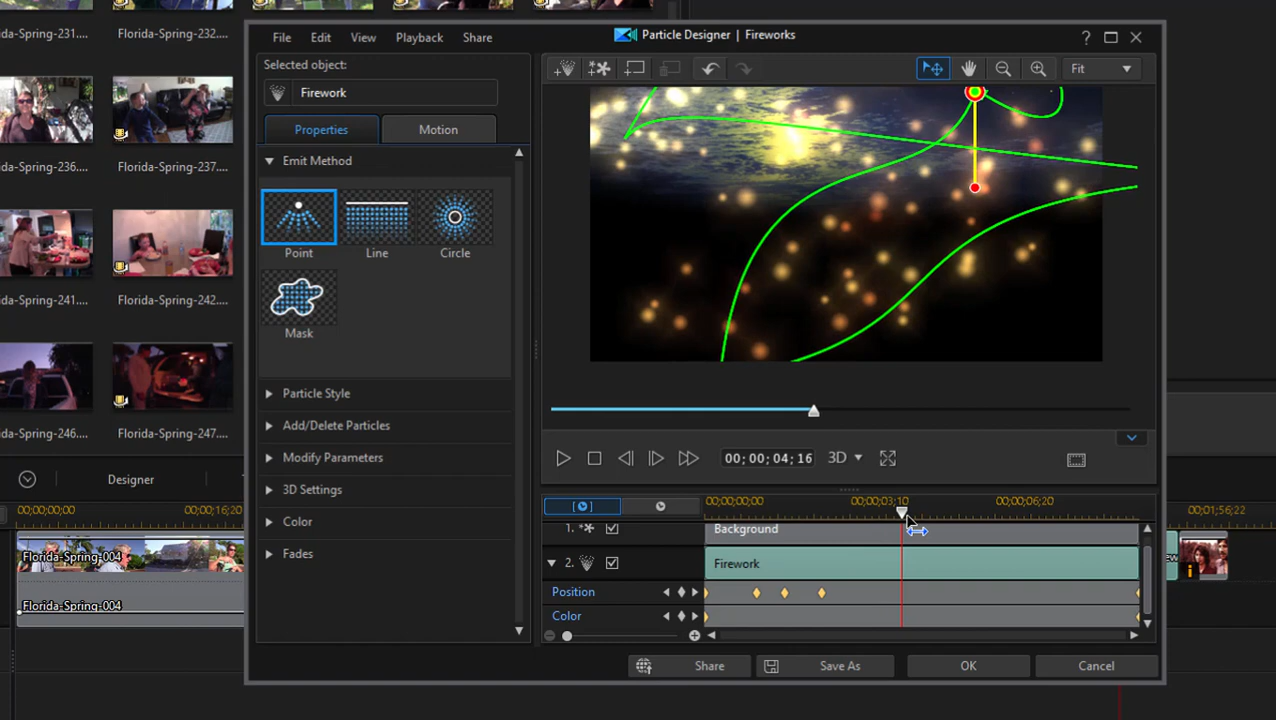 Florida-Spring-231....
Florida-Spring-232....
da-Spring-236....
Florida-Spring-237....
da-Spring-241....
Florida-Spring-242....
da-Spring-246....
Florida-Spring-247....
Designer
00;00;00;00
00;00;16;20
Florida-Spring-004
Florida-Spring-004
File Edit View Playback Share
Particle Designer | Fireworks
?
Selected object:
Firework
Properties
Motion
Emit Method
Point
Line
Circle
Mask
Particle Style
Add/Delete Particles
Modify Parameters
3D Settings
Color
Fades
Fit
00; 00; 04; 16
3D
00;00;00;00
00;00;03;10
00;00;06;20
1. Background
2. Firework
Firework
Position
Color
Share
Save As
OK
Cancel
00;01;56;22